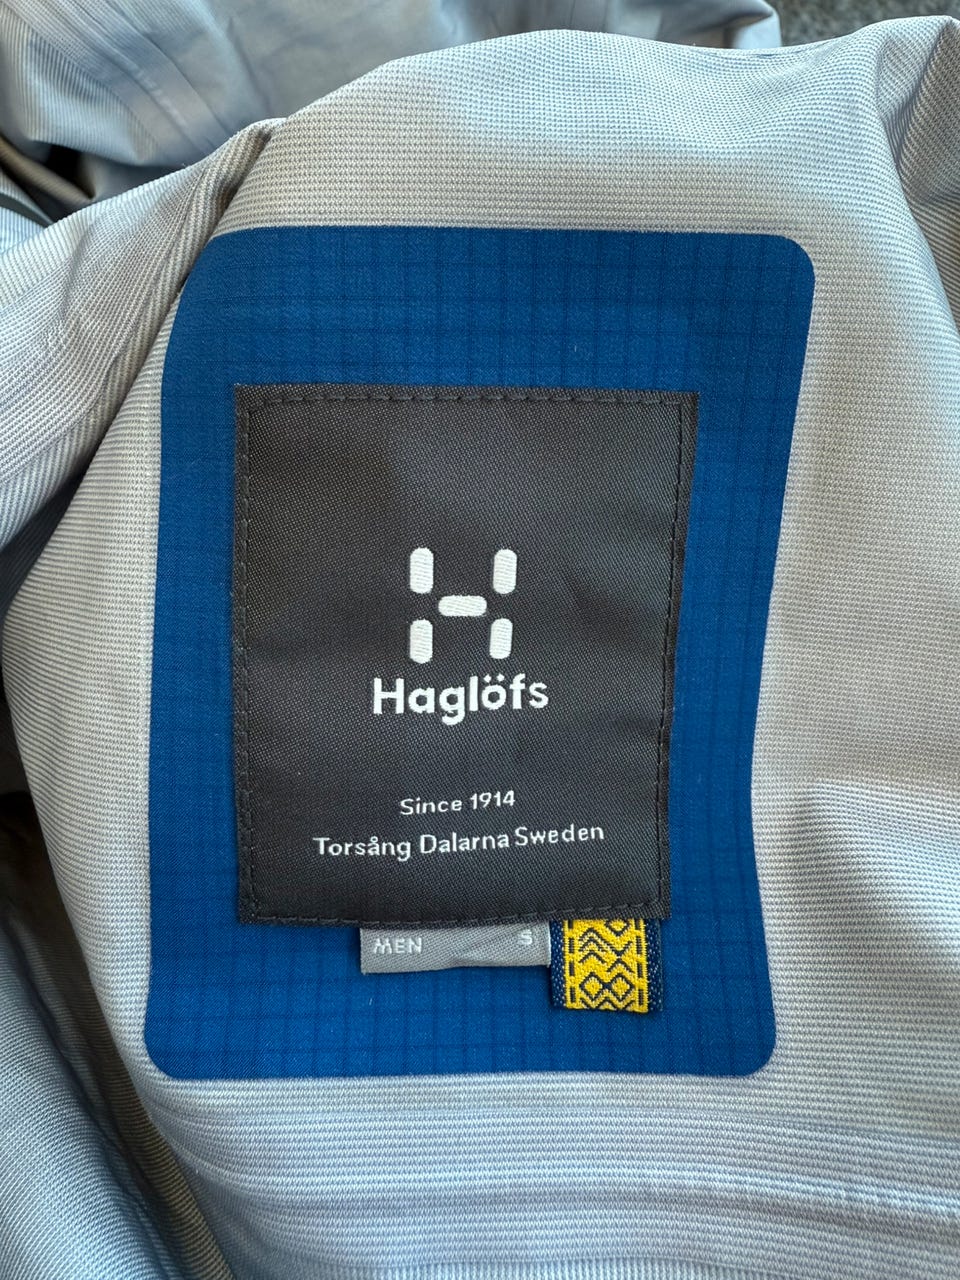 Haglöfs
Since 1914
Torsång Dalarna Sweden
MEN S